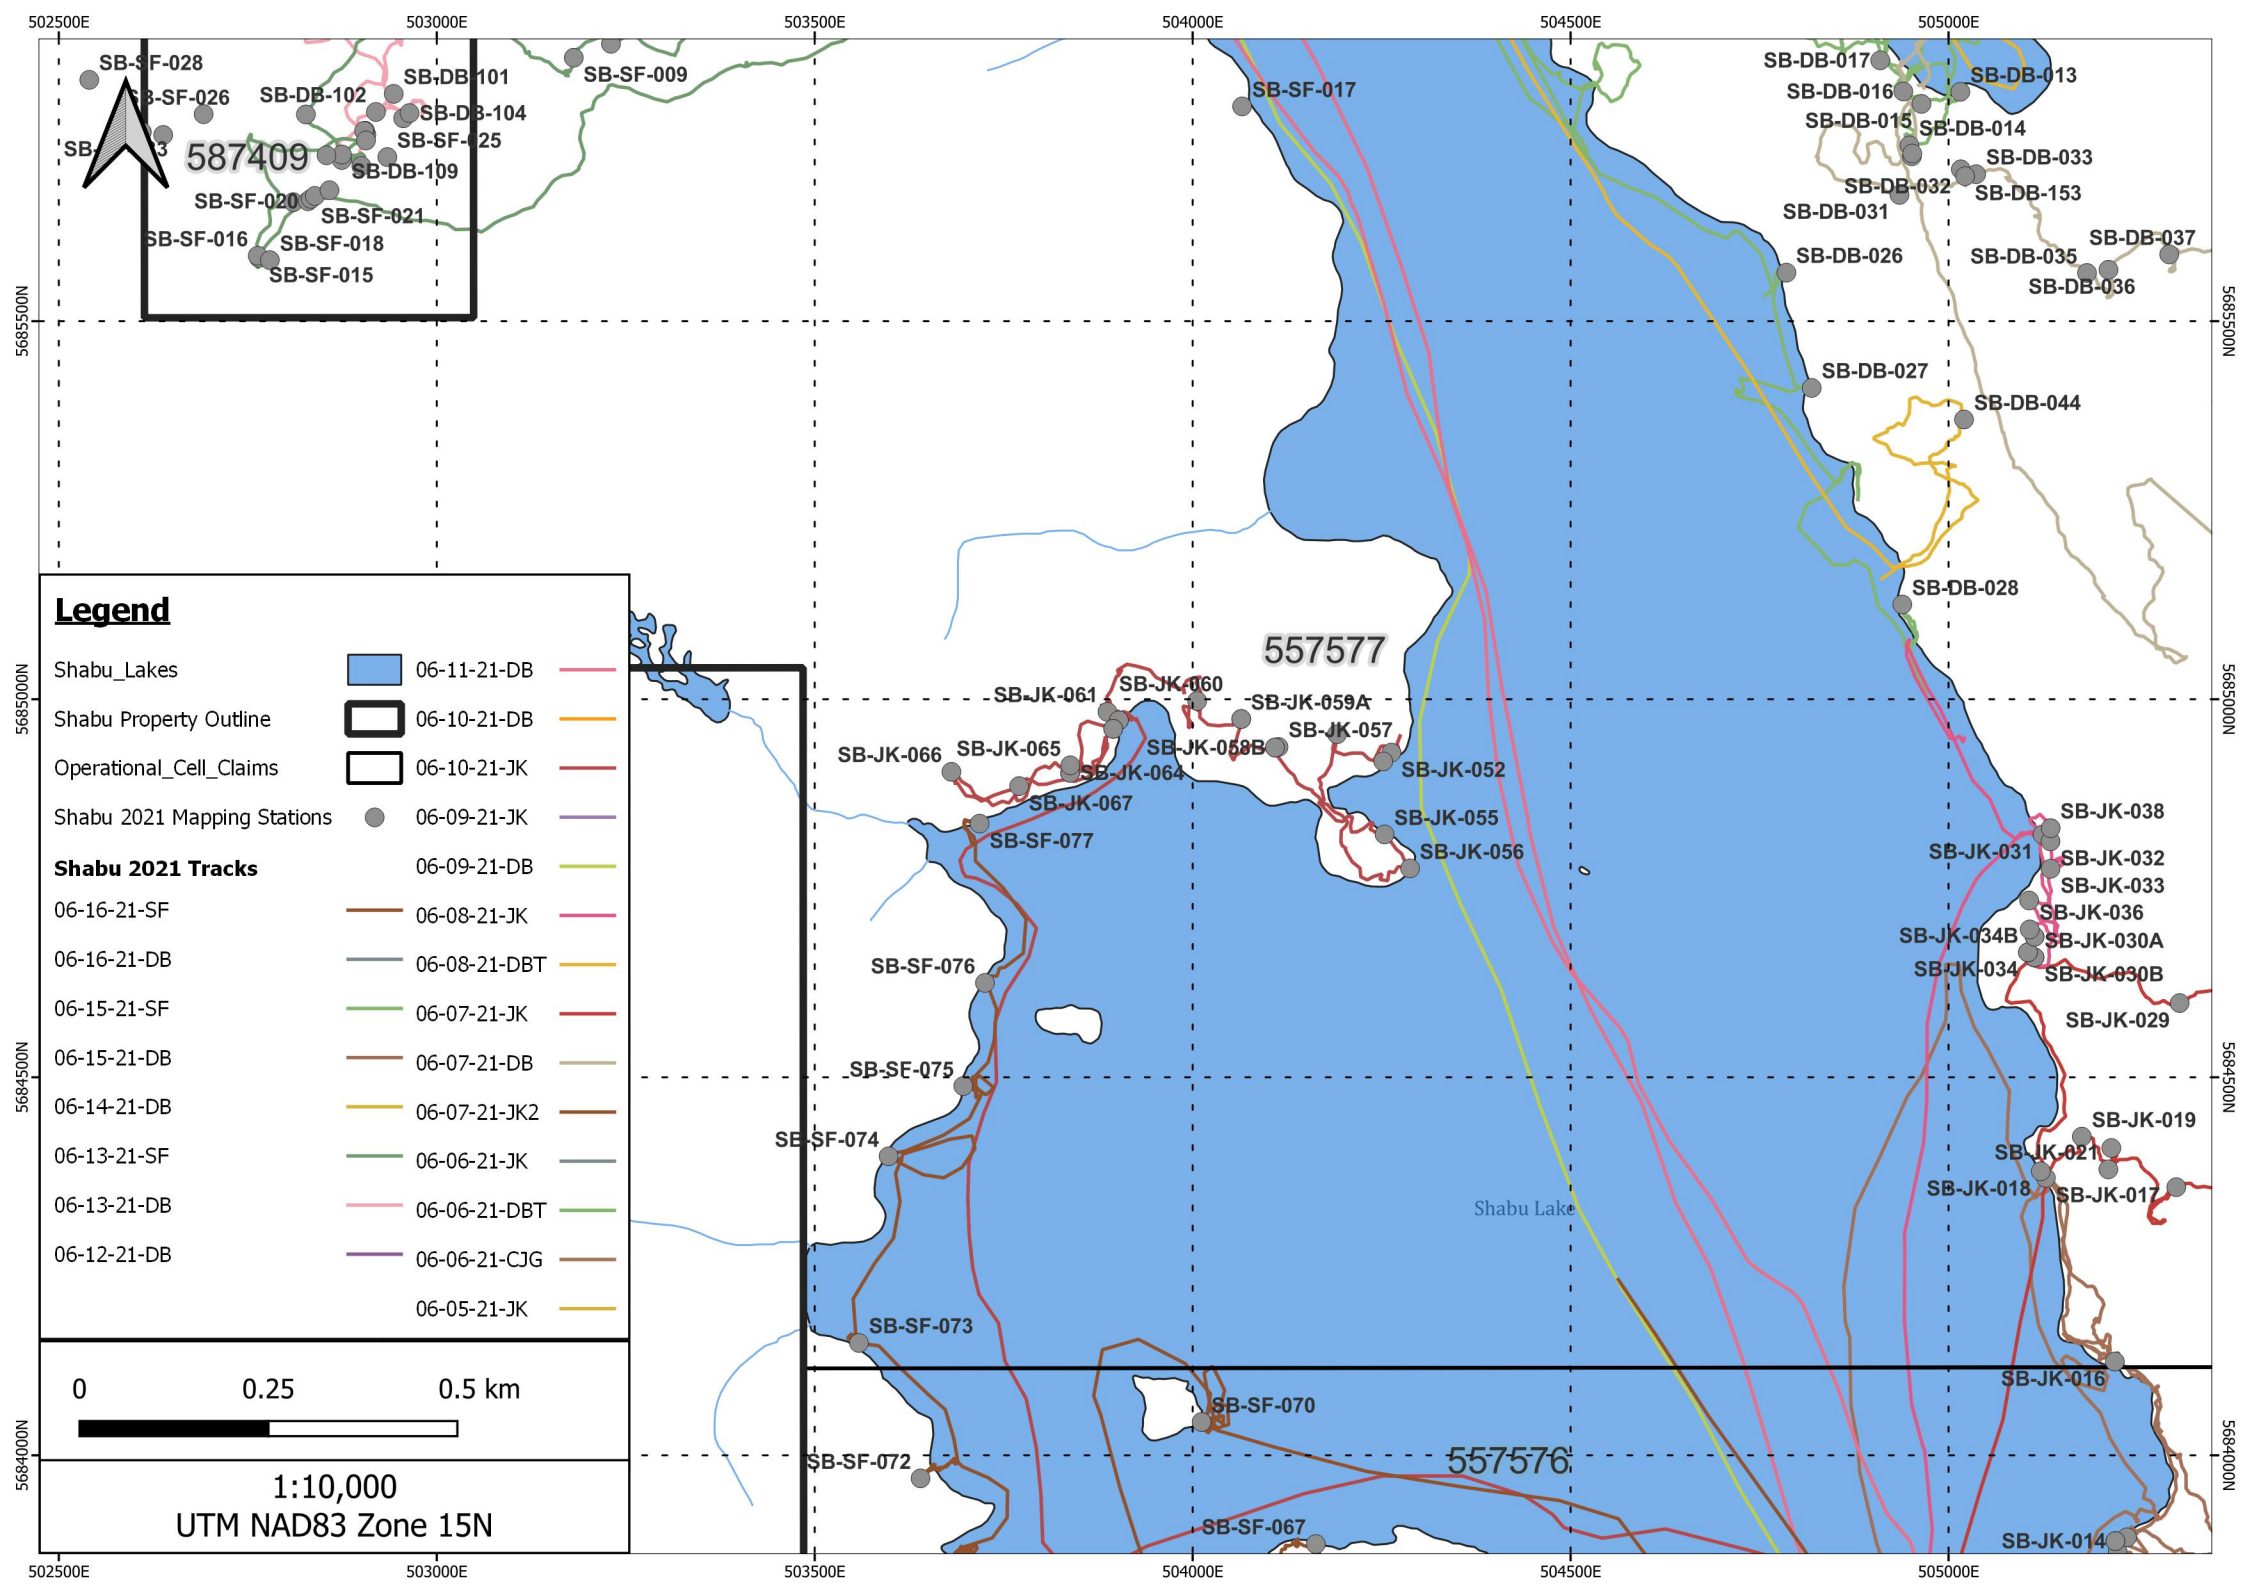 502500E 503000E 503500E 504000E 504500E 505000E
SB-SF-028
SB-DB-101
SB-SF-009
SB-SF-017
SB-DB-017
SB-DB-013
SB-SF-026
SB-DB-102
SB-DB-104
SB-DB-016
SB-DB-015
SB-DB-014
SB-SF-025
587409
SB-DB-109
SB-DB-033
SB-DB-032
SB-DB-153
SB-SF-020
SB-SF-021
SB-DB-031
SB-SF-016
SB-SF-018
SB-SF-015
SB-DB-037
SB-DB-026
SB-DB-035
SB-DB-036
5685500N
5685500N
SB-DB-027
SB-DB-044
SB-DB-028
557577
5685000N
5685000N
SB-JK-061
SB-JK-060
SB-JK-059A
SB-JK-057
SB-JK-058B
SB-JK-066
SB-JK-065
SB-JK-064
SB-JK-052
SB-JK-067
SB-SF-077
SB-JK-055
SB-JK-056
SB-JK-038
SB-JK-031
SB-JK-032
SB-JK-033
SB-JK-036
SB-JK-034B
SB-JK-030A
SB-JK-034
SB-JK-030B
SB-JK-029
SB-SF-076
SB-SF-075
5684500N
5684500N
SB-SF-074
SB-JK-019
SB-JK-021
SB-JK-018
SB-JK-017
Shabu Lake
SB-SF-073
SB-JK-016
SB-SF-070
557576
SB-SF-072
5684000N
5684000N
SB-SF-067
SB-JK-014
Legend
Shabu_Lakes
Shabu Property Outline
Operational_Cell_Claims
Shabu 2021 Mapping Stations
Shabu 2021 Tracks
06-16-21-SF
06-16-21-DB
06-15-21-SF
06-15-21-DB
06-14-21-DB
06-13-21-SF
06-13-21-DB
06-12-21-DB
06-11-21-DB
06-10-21-DB
06-10-21-JK
06-09-21-JK
06-09-21-DB
06-08-21-JK
06-08-21-DBT
06-07-21-JK
06-07-21-DB
06-07-21-JK2
06-06-21-JK
06-06-21-DBT
06-06-21-CJG
06-05-21-JK
0 0.25 0.5 km
1:10,000
UTM NAD83 Zone 15N
502500E 503000E 503500E 504000E 504500E 505000E